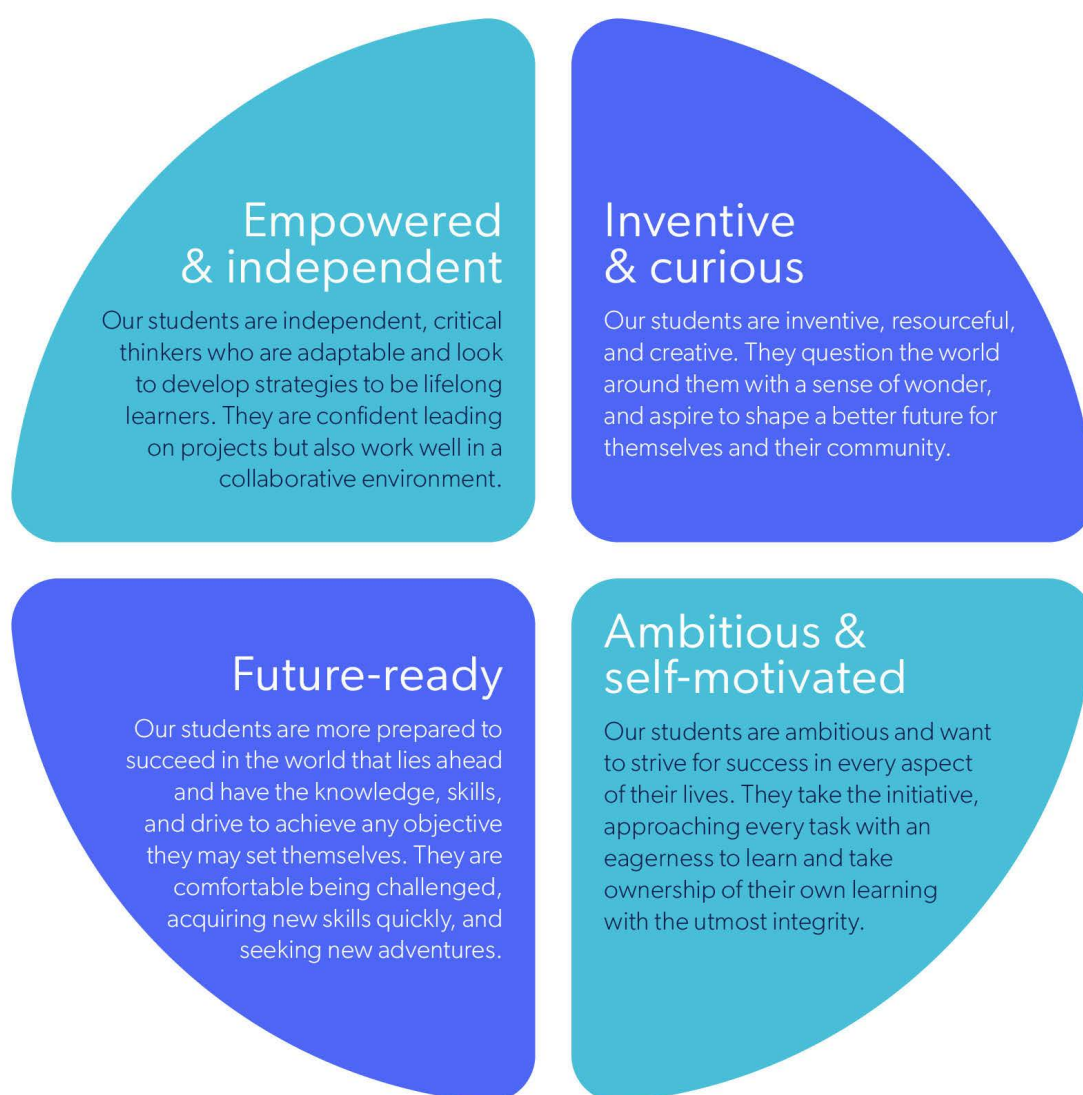 Empowered
& independent
Our students are independent, critical
thinkers who are adaptable and look
to develop strategies to be lifelong
learners. They are confident leading
on projects but also work well in a
collaborative environment.
Inventive
& curious
Our students are inventive, resourceful,
and creative. They question the world
around them with a sense of wonder,
and aspire to shape a better future for
themselves and their community.
Future-ready
Our students are more prepared to
succeed in the world that lies ahead
and have the knowledge, skills,
and drive to achieve any objective
they may set themselves. They are
comfortable being challenged,
acquiring new skills quickly, and
seeking new adventures.
Ambitious &
self-motivated
Our students are ambitious and want
to strive for success in every aspect
of their lives. They take the initiative,
approaching every task with an
eagerness to learn and take
ownership of their own learning
with the utmost integrity.